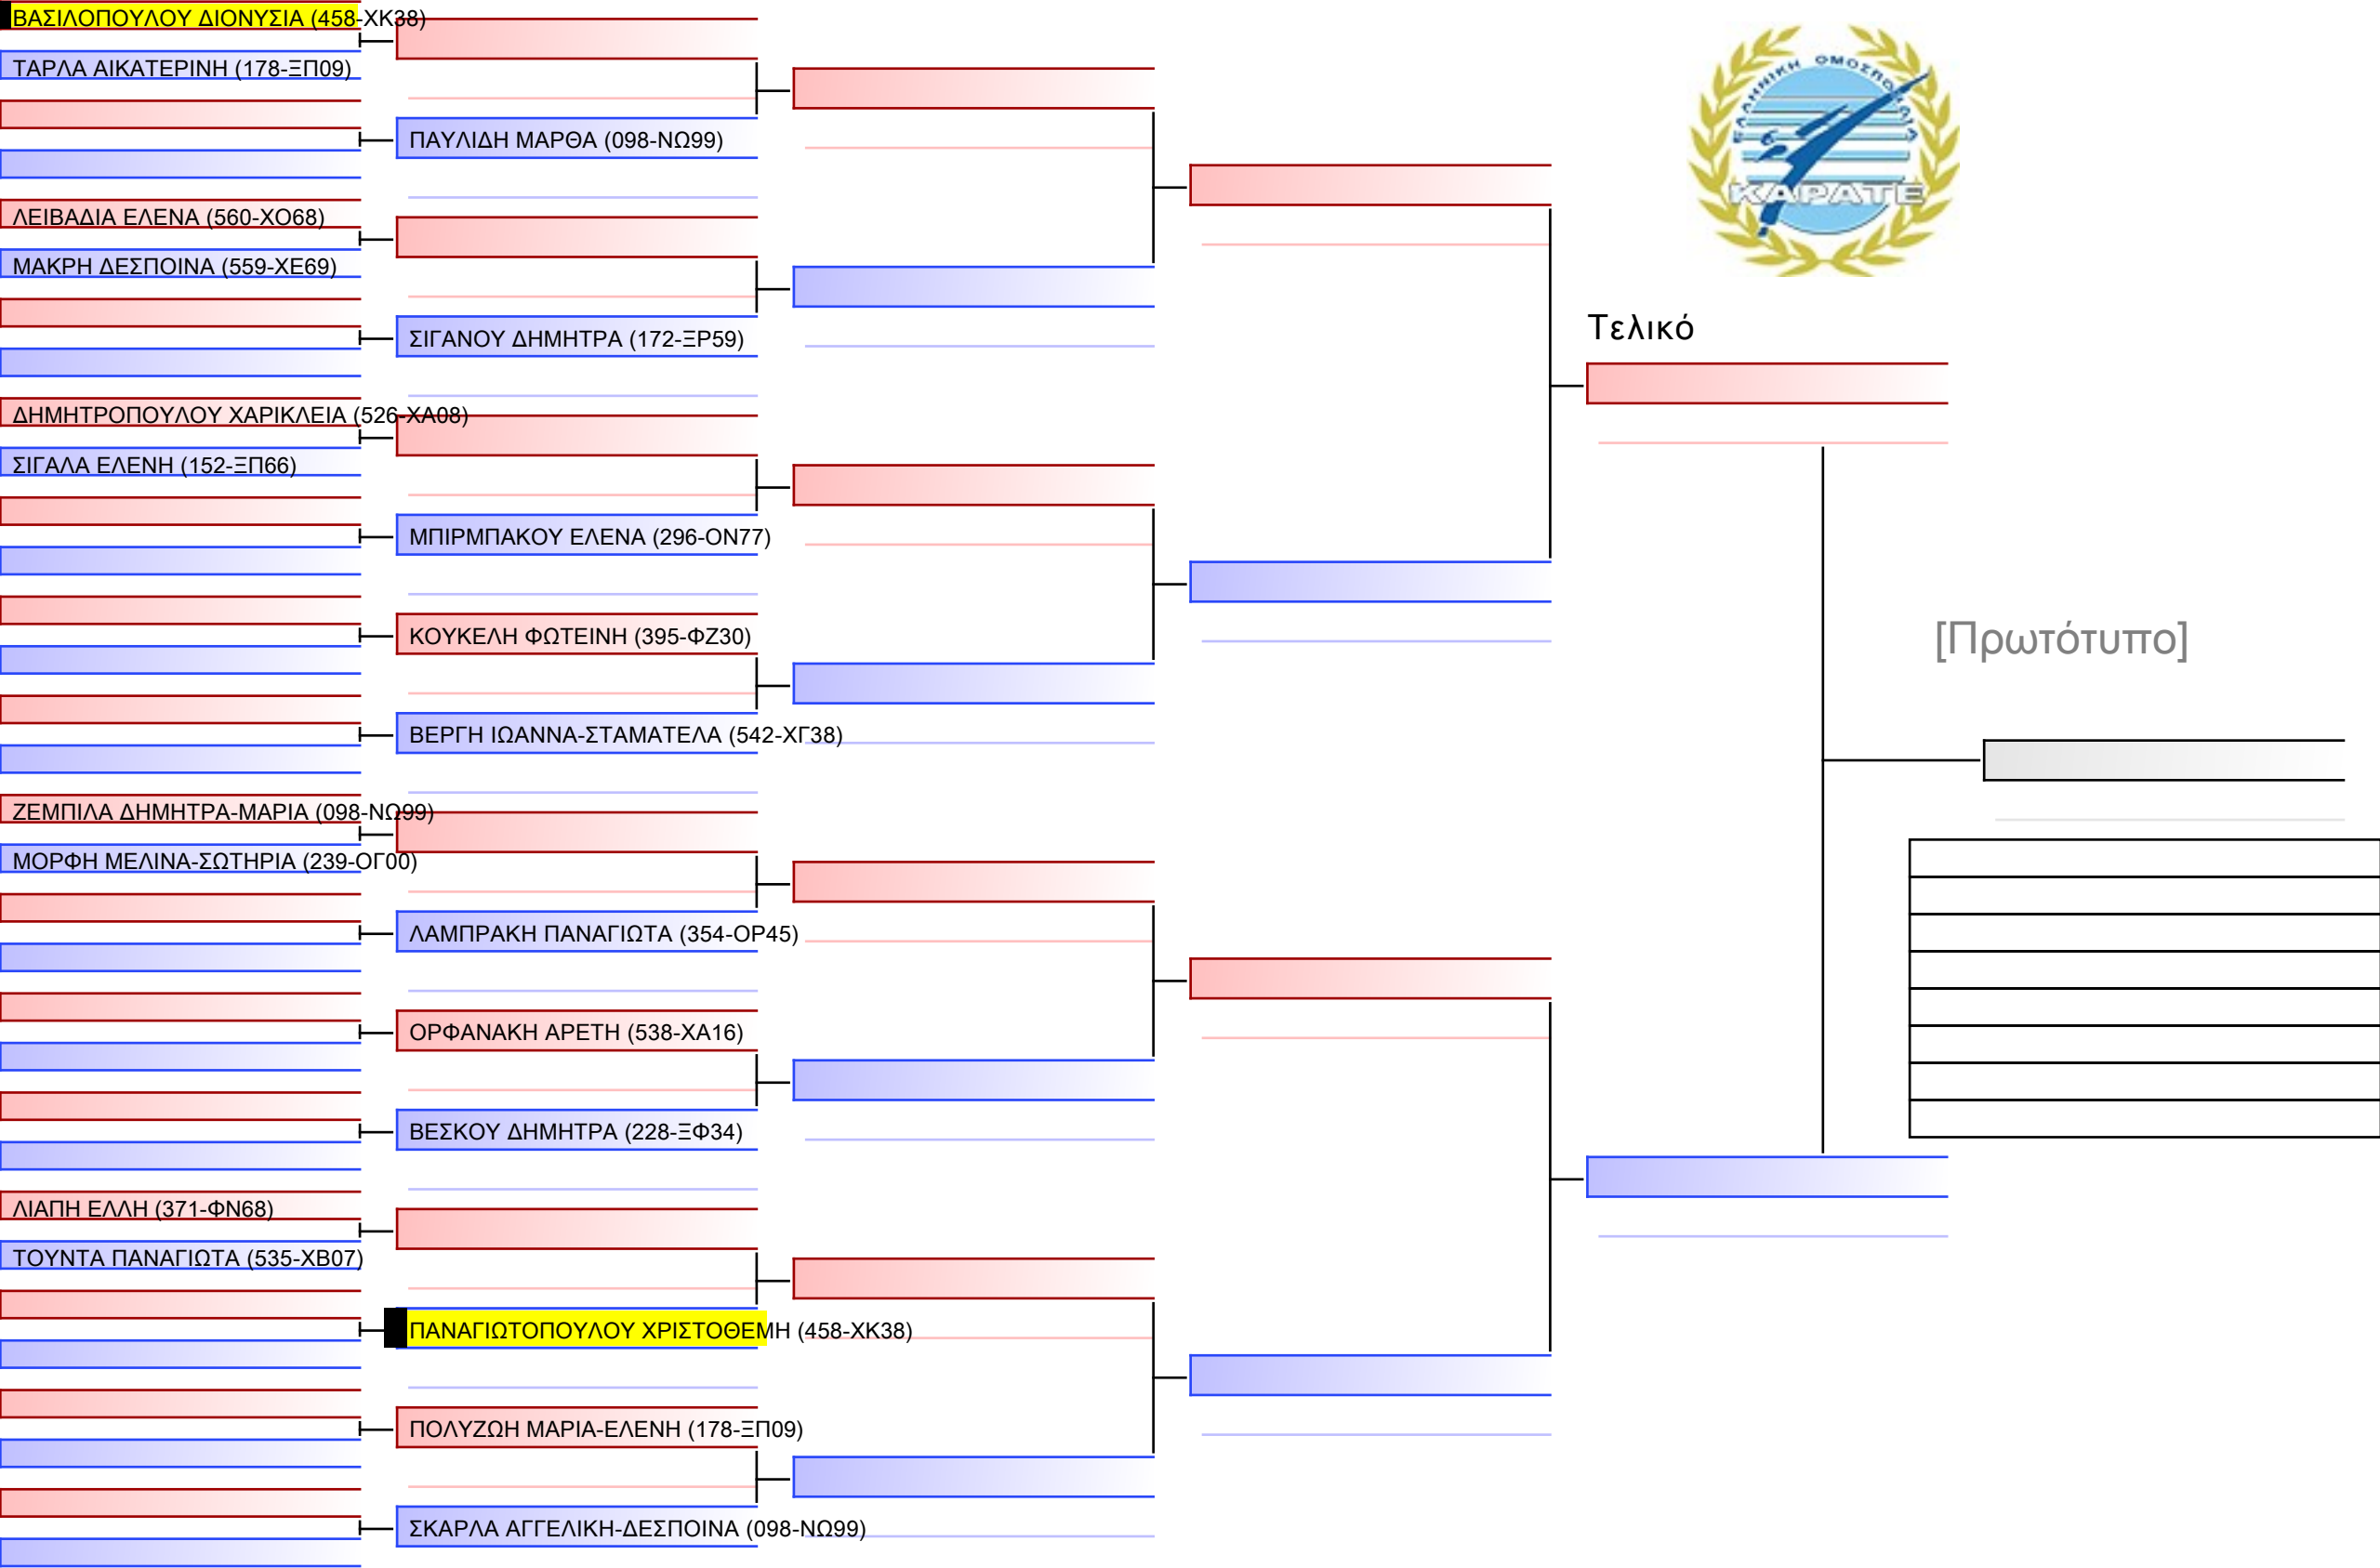 ΒΑΣΙΛΟΠΟΥΛΟΥ ΔΙΟΝΥΣΙΑ (458-ΧΚ38)
ΤΑΡΛΑ ΑΙΚΑΤΕΡΙΝΗ (178-ΞΠ09)
ΠΑΥΛΙΔΗ ΜΑΡΘΑ (098-ΝΩ99)
ΛΕΙΒΑΔΙΑ ΕΛΕΝΑ (560-ΧΟ68)
ΜΑΚΡΗ ΔΕΣΠΟΙΝΑ (559-ΧΕ69)
ΣΙΓΑΝΟΥ ΔΗΜΗΤΡΑ (172-ΞΡ59)
ΔΗΜΗΤΡΟΠΟΥΛΟΥ ΧΑΡΙΚΛΕΙΑ (526-ΧΑ08)
ΣΙΓΑΛΑ ΕΛΕΝΗ (152-ΞΠ66)
ΜΠΙΡΜΠΑΚΟΥ ΕΛΕΝΑ (296-ΟΝ77)
ΚΟΥΚΕΛΗ ΦΩΤΕΙΝΗ (395-ΦΖ30)
ΒΕΡΓΗ ΙΩΑΝΝΑ-ΣΤΑΜΑΤΕΛΑ (542-ΧΓ38)
ΖΕΜΠΙΛΑ ΔΗΜΗΤΡΑ-ΜΑΡΙΑ (098-ΝΩ99)
ΜΟΡΦΗ ΜΕΛΙΝΑ-ΣΩΤΗΡΙΑ (239-ΟΓ00)
ΛΑΜΠΡΑΚΗ ΠΑΝΑΓΙΩΤΑ (354-ΟΡ45)
ΟΡΦΑΝΑΚΗ ΑΡΕΤΗ (538-ΧΑ16)
ΒΕΣΚΟΥ ΔΗΜΗΤΡΑ (228-ΞΦ34)
ΛΙΑΠΗ ΕΛΛΗ (371-ΦΝ68)
ΤΟΥΝΤΑ ΠΑΝΑΓΙΩΤΑ (535-ΧΒ07)
ΠΑΝΑΓΙΩΤΟΠΟΥΛΟΥ ΧΡΙΣΤΟΘΕΜΗ (458-ΧΚ38)
ΠΟΛΥΖΩΗ ΜΑΡΙΑ-ΕΛΕΝΗ (178-ΞΠ09)
ΣΚΑΡΛΑ ΑΓΓΕΛΙΚΗ-ΔΕΣΠΟΙΝΑ (098-ΝΩ99)
ΕΛΛΗΝΙΚΗ ΟΜΟΣΠΟΝΔΙΑ
ΚΑΡΑΤΕ
Τελικό
[Πρωτότυπο]